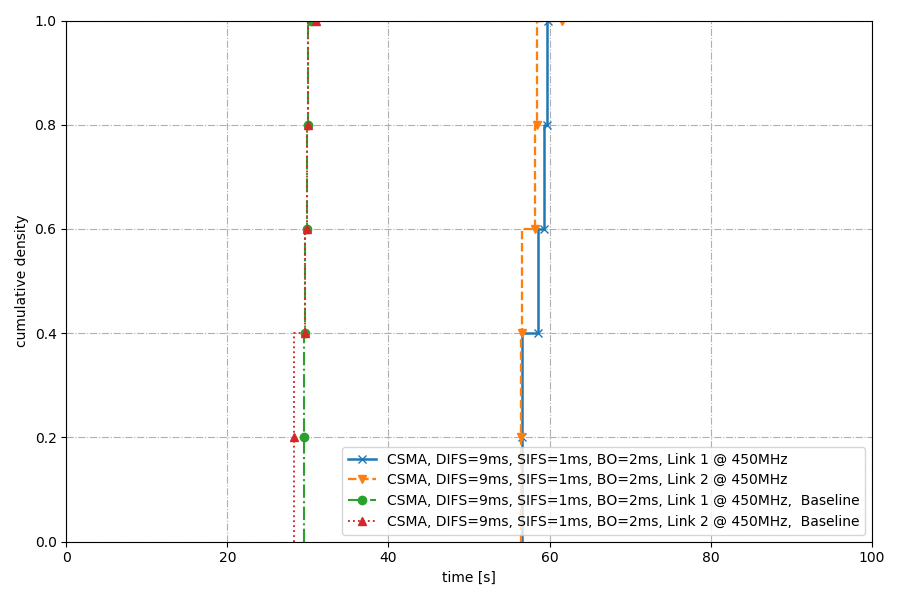 1.0
0.8
0.6
0.4
0.2
0.0
cumulative density
CSMA, DIFS=9ms, SIFS=1ms, BO=2ms, Link 1 @ 450MHz
CSMA, DIFS=9ms, SIFS=1ms, BO=2ms, Link 2 @ 450MHz
CSMA, DIFS=9ms, SIFS=1ms, BO=2ms, Link 1 @ 450MHz,  Baseline
CSMA, DIFS=9ms, SIFS=1ms, BO=2ms, Link 2 @ 450MHz,  Baseline
0 20 40 60 80 100
time [s]